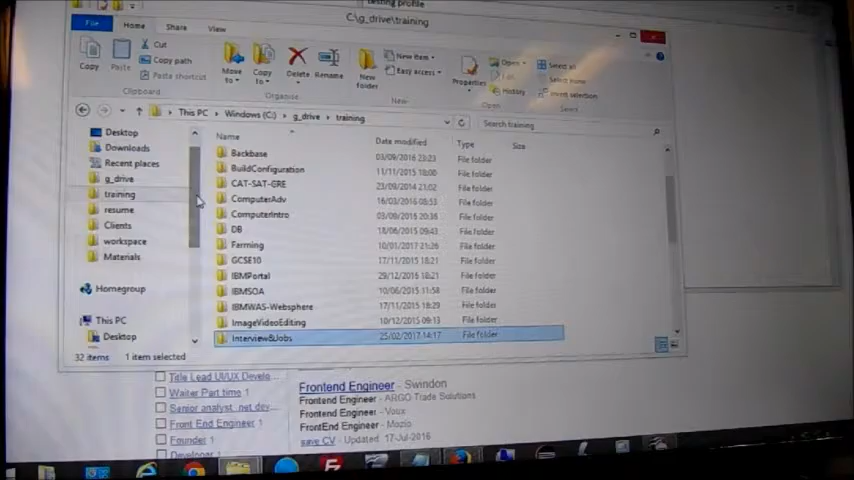 testing profile
C:\g_drive\training
File Home Share View
Copy
Paste
Cut
Copy path
Paste shortcut
Clipboard
Move to
Copy to
Delete
Rename
Organise
New folder
New item
Easy access
New
Properties
Open
Edit
History
Open
Select all
Select none
Invert selection
Select
This PC Windows (C:) g_drive training
Search training
Name Date modified Type Size
Desktop
Downloads
Recent places
g_drive
training
resume
Clients
workspace
Materials
Homegroup
This PC
Desktop
Backbase 03/09/2016 23:23 File folder
BuildConfiguration 11/11/2015 18:00 File folder
CAT-SAT-GRE 23/09/2014 21:02 File folder
ComputerAdv 16/03/2016 08:53 File folder
ComputerIntro 03/09/2016 20:36 File folder
DB 18/06/2015 09:43 File folder
Farming 10/01/2017 21:26 File folder
GCSE10 17/11/2015 18:21 File folder
IBMPortal 29/12/2016 18:21 File folder
IBMSOA 10/06/2015 11:58 File folder
IBMWAS-Websphere 17/11/2015 18:29 File folder
ImageVideoEditing 10/12/2015 09:13 File folder
Interview&Jobs 25/02/2017 14:17 File folder
32 items 1 item selected
Title Lead UI/UX Develo...
Waiter Part time 1
Senior analyst .net dev...
Front End Engineer 1
Founder 1
Developer
Frontend Engineer - Swindon
Frontend Engineer - ARGO Trade Solutions
Frontend Engineer - Voux
FrontEnd Engineer - Mozio
save CV - Updated 17-Jul-2016